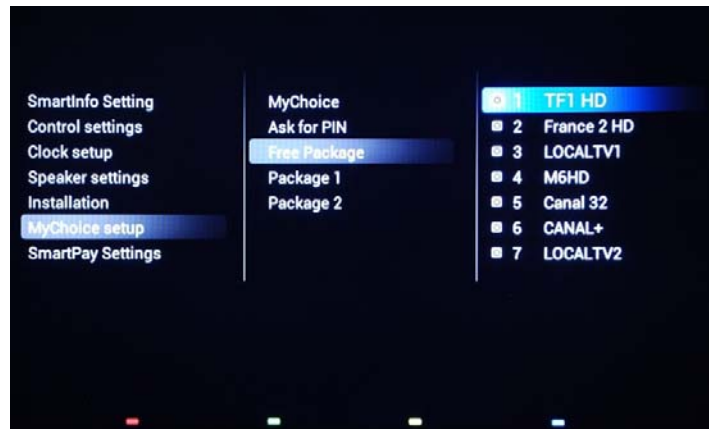 SmartInfo Setting
Control settings
Clock setup
Speaker settings
Installation
MyChoice setup
SmartPay Settings
MyChoice
Ask for PIN
Free Package
Package 1
Package 2
1 TF1 HD
2 France 2 HD
3 LOCALTV1
4 M6HD
5 Canal 32
6 CANAL+
7 LOCALTV2